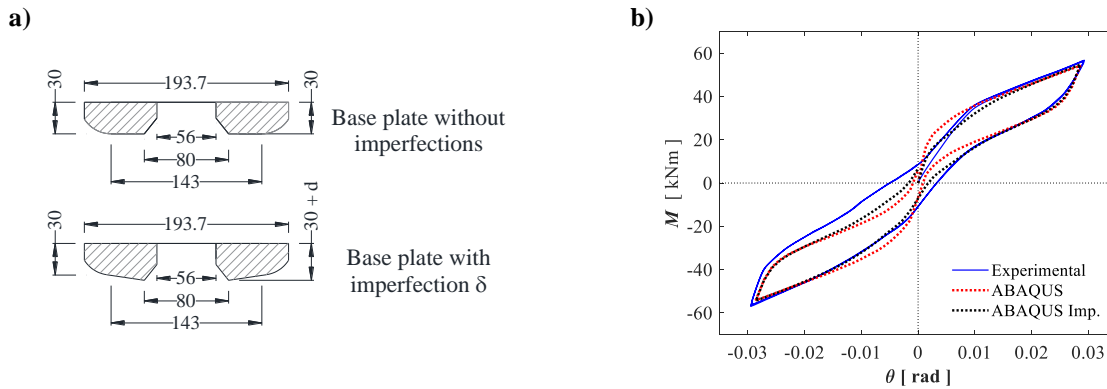 a)
30
193.7
30
56
80
143
Base plate without
imperfections
30
193.7
30 + d
56
80
143
Base plate with
imperfection δ
b)
60
40
20
0
-20
-40
-60
M [ kNm ]
Experimental
ABAQUS
ABAQUS Imp.
-0.03 -0.02 -0.01 0 0.01 0.02 0.03
θ [ rad ]